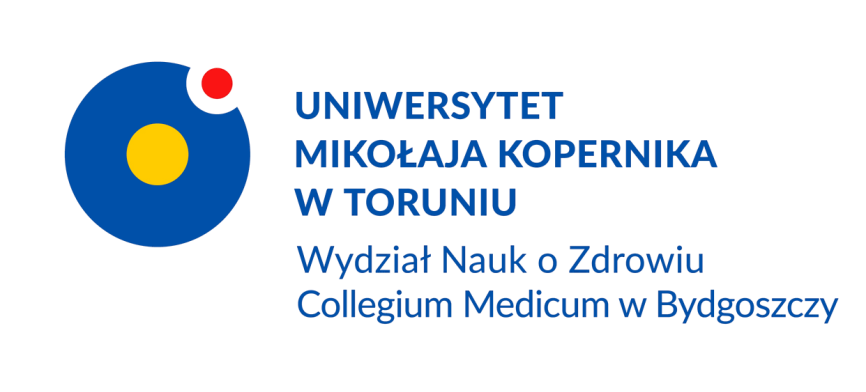 UNIWERSYTET
MIKOŁAJA KOPERNIKA
W TORUNIU
Wydział Nauk o Zdrowiu
Collegium Medicum w Bydgoszczy